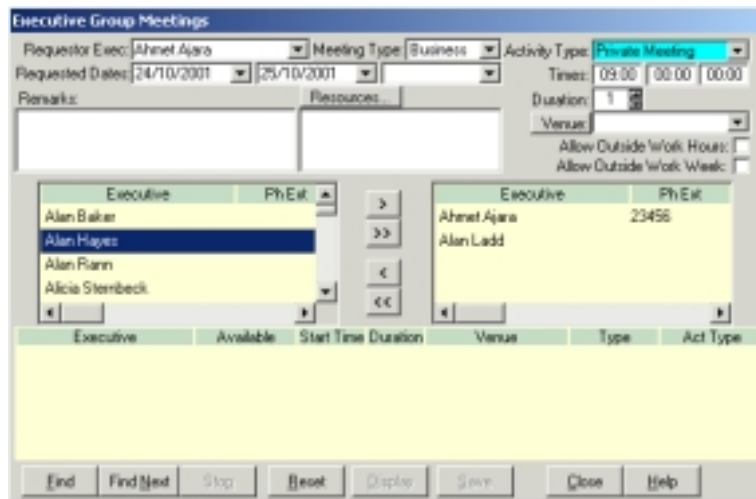 Executive Group Meetings
Requestor Exec: Ahmet Ajara Meeting Type: Business Activity Type: Private Meeting
Requested Dates: 24/10/2001 25/10/2001 Times: 09:00 00:00 00:00
Remarks: Resources... Duration: 1
Venue:
Allow Outside Work Hours:
Allow Outside Work Week:
Executive Ph Ext > Executive Ph Ext
Alan Baker Ahmet Ajara 23456
Alan Hayes >> Alan Ladd
Alan Rann <
Alicia Sternbeck <<
Executive Available Start Time Duration Venue Type Act Type
Find Find Next Stop Reset Display Save Close Help